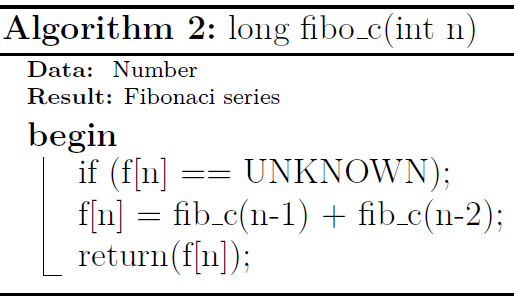 Algorithm 2: long fibo_c(int n)
Data: Number
Result: Fibonaci series
begin
if (f[n] == UNKNOWN);
f[n] = fib_c(n-1) + fib_c(n-2);
return(f[n]);